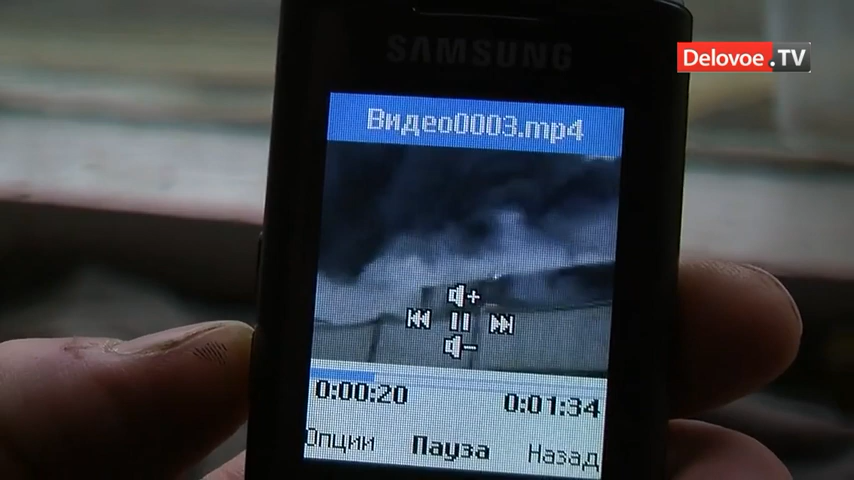 Delovoe.TV
SAMSUNG
Видео0003.mp4
0:00:20 0:01:34
Опции Пауза Назад